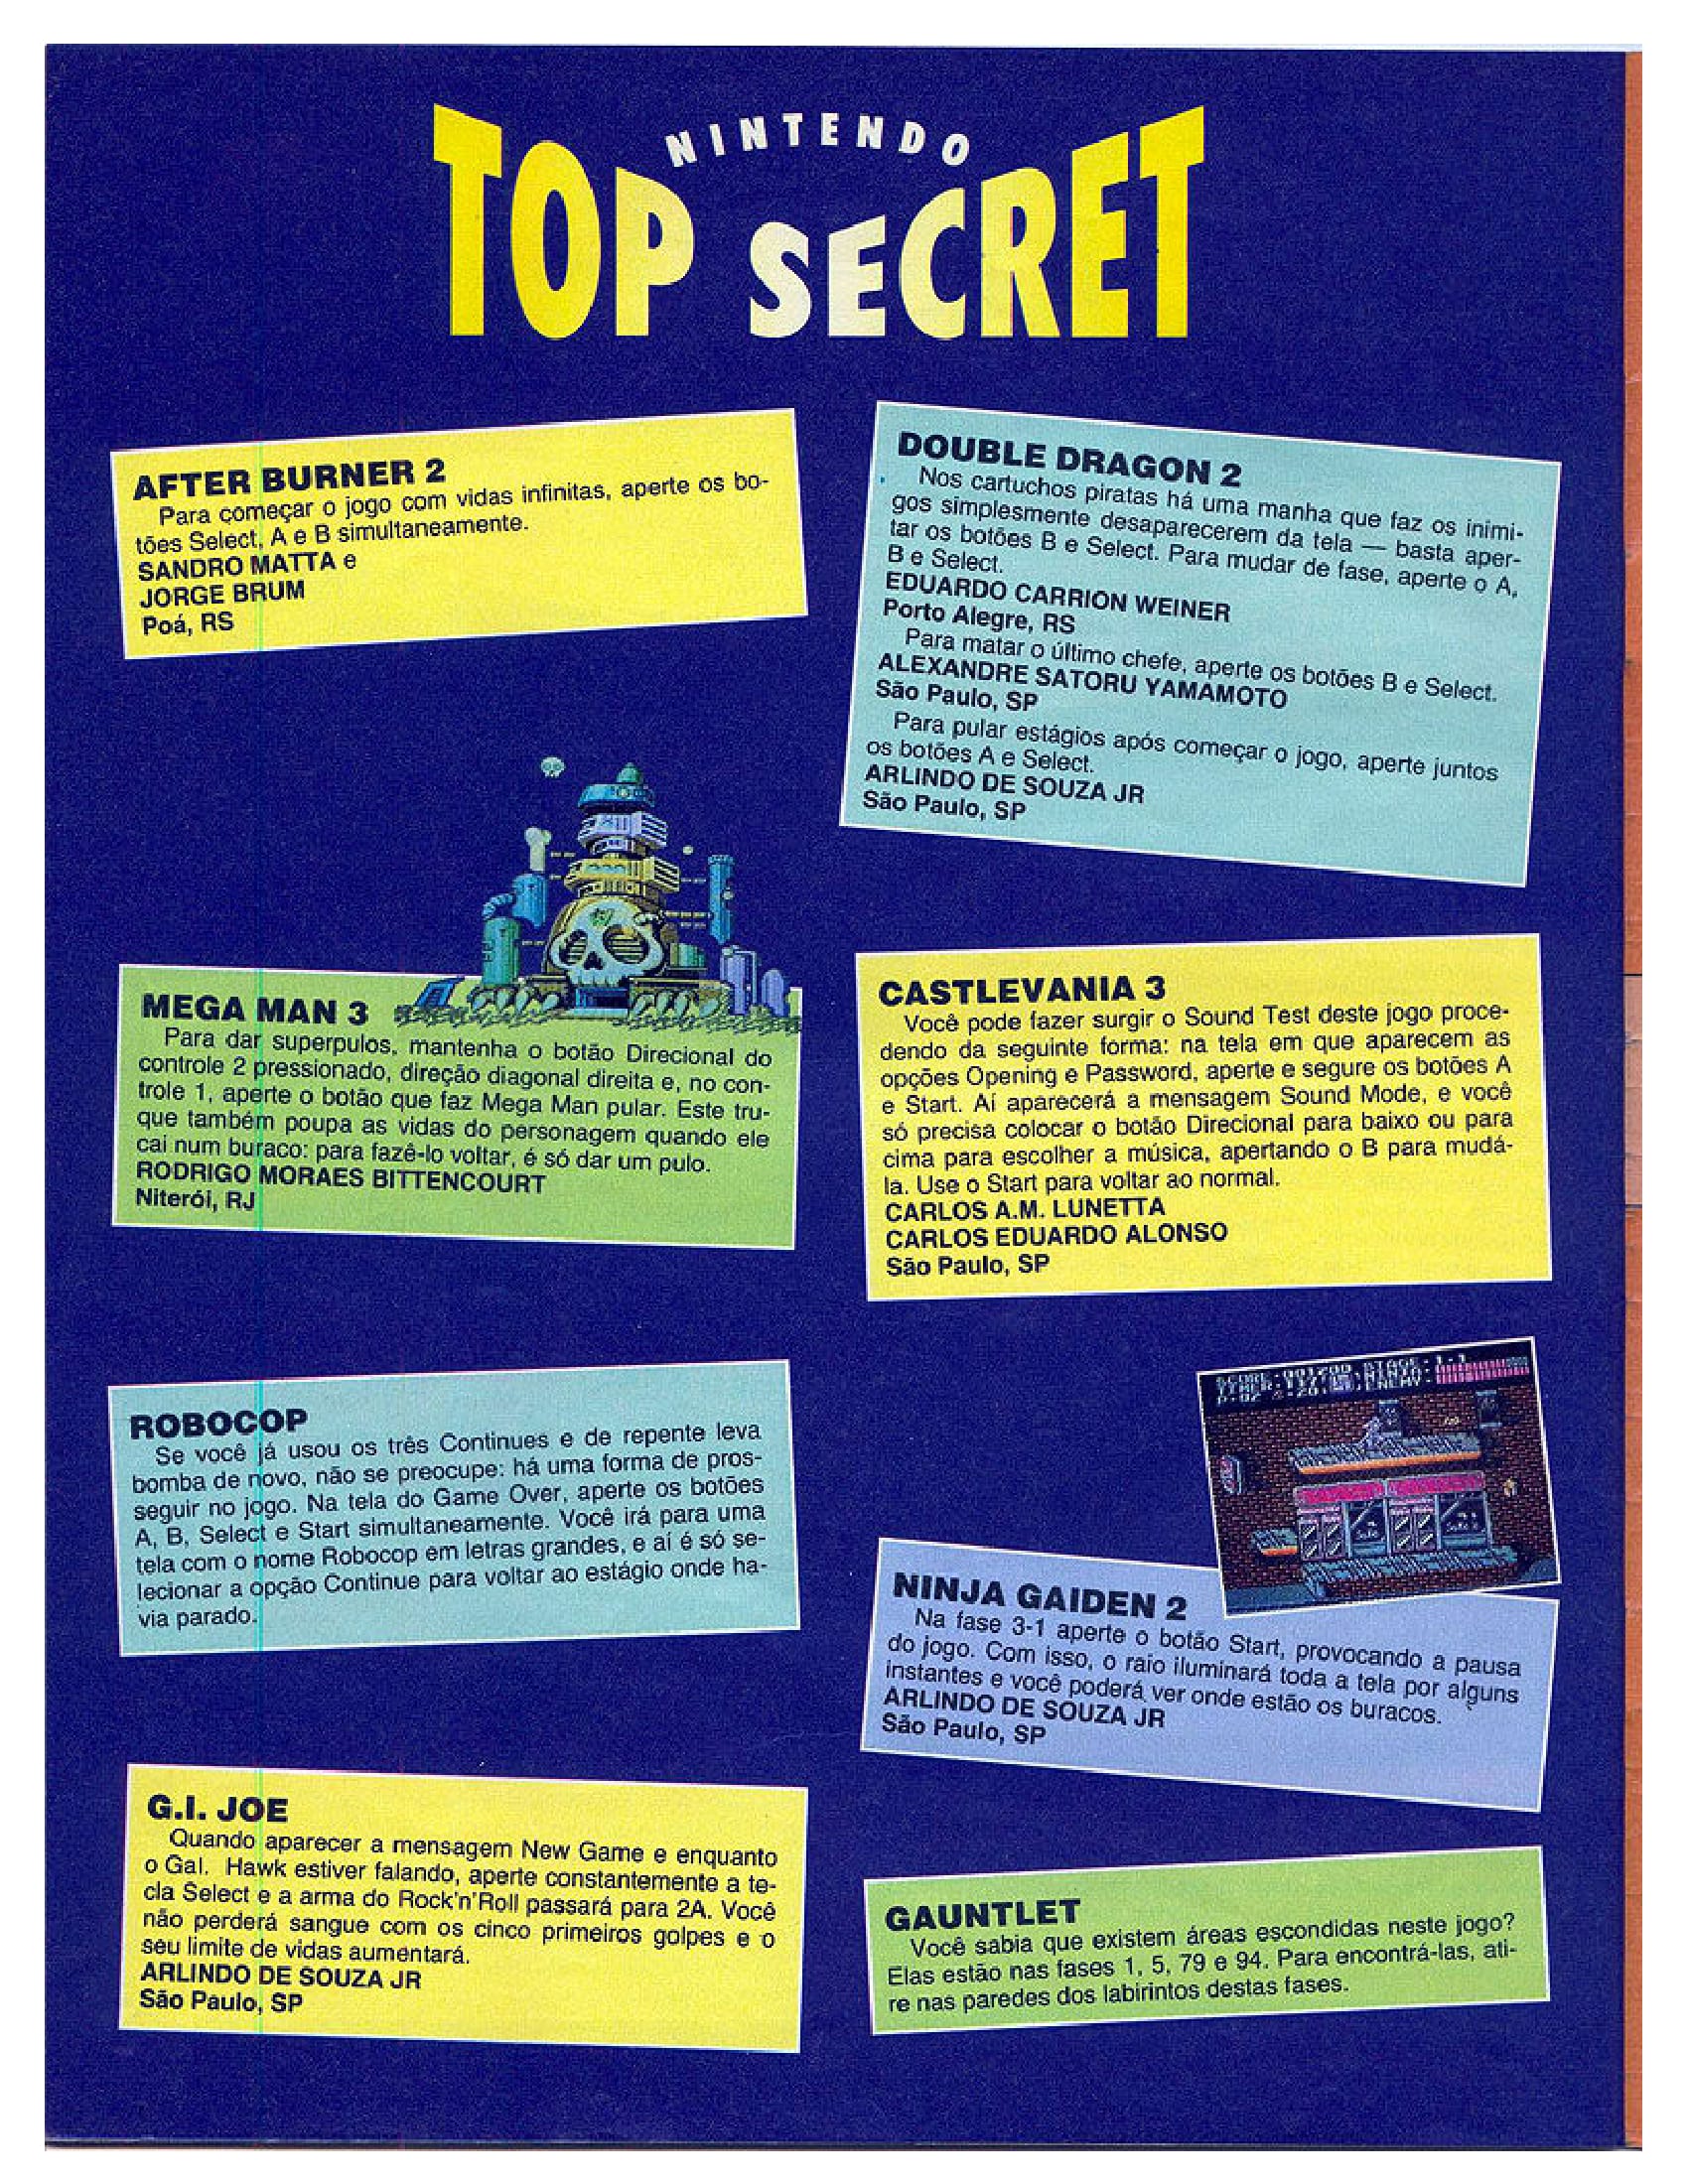 NINTENDO
TOP SECRET
AFTER BURNER 2
Para começar o jogo com vidas infinitas, aperte os bo-
tões Select, A e B simultaneamente.
SANDRO MATTA e
JORGE BRUM
Poá, RS
MEGA MAN 3
Para dar superpulos, mantenha o botão Direcional do
controle 2 pressionado, direção diagonal direita e, no con-
trole 1, aperte o botão que faz Mega Man pular. Este tru-
que também poupa as vidas do personagem quando ele
cai num buraco: para fazê-lo voltar, é só dar um pulo.
RODRIGO MORAES BITTENCOURT
Niterói, RJ
ROBOCOP
Se você já usou os três Continues e de repente leva
bomba de novo, não se preocupe: há uma forma de pros-
seguir no jogo. Na tela do Game Over, aperte os botões
A, B, Select e Start simultaneamente. Você irá para uma
tela com o nome Robocop em letras grandes, e aí é só se-
lecionar a opção Continue para voltar ao estágio onde ha-
via parado.
G.I. JOE
Quando aparecer a mensagem New Game e enquanto
o Gal. Hawk estiver falando, aperte constantemente a te-
cla Select e a arma do Rock'n'Roll passará para 2A. Você
não perderá sangue com os cinco primeiros golpes e o
seu limite de vidas aumentará.
ARLINDO DE SOUZA JR
São Paulo, SP
DOUBLE DRAGON 2
Nos cartuchos piratas há uma manha que faz os inimi-
gos simplesmente desaparecerem da tela — basta aper-
tar os botões B e Select. Para mudar de fase, aperte o A,
B e Select.
EDUARDO CARRION WEINER
Porto Alegre, RS
Para matar o último chefe, aperte os botões B e Select.
ALEXANDRE SATORU YAMAMOTO
São Paulo, SP
Para pular estágios após começar o jogo, aperte juntos
os botões A e Select.
ARLINDO DE SOUZA JR
São Paulo, SP
CASTLEVANIA 3
Você pode fazer surgir o Sound Test deste jogo proce-
dendo da seguinte forma: na tela em que aparecem as
opções Opening e Password, aperte e segure os botões A
e Start. Aí aparecerá a mensagem Sound Mode, e você
só precisa colocar o botão Direcional para baixo ou para
cima para escolher a música, apertando o B para mudá-
la. Use o Start para voltar ao normal.
CARLOS A.M. LUNETTA
CARLOS EDUARDO ALONSO
São Paulo, SP
SCORE:001200 STAGE:1-1
TIMER:117 NINJA:
P-02 -20 ENEMY:
NINJA GAIDEN 2
Na fase 3-1 aperte o botão Start, provocando a pausa
do jogo. Com isso, o raio iluminará toda a tela por alguns
instantes e você poderá ver onde estão os buracos.
ARLINDO DE SOUZA JR
São Paulo, SP
GAUNTLET
Você sabia que existem áreas escondidas neste jogo?
Elas estão nas fases 1, 5, 79 e 94. Para encontrá-las, ati-
re nas paredes dos labirintos destas fases.